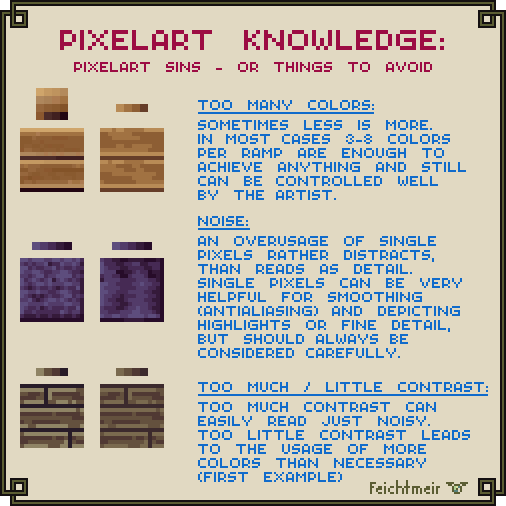 PIXELART KNOWLEDGE:
PIXELART SINS - OR THINGS TO AVOID
TOO MANY COLORS:
SOMETIMES LESS IS MORE.
IN MOST CASES 3-8 COLORS
PER RAMP ARE ENOUGH TO
ACHIEVE ANYTHING AND STILL
CAN BE CONTROLLED WELL
BY THE ARTIST.
NOISE:
AN OVERUSAGE OF SINGLE
PIXELS RATHER DISTRACTS,
THAN READS AS DETAIL.
SINGLE PIXELS CAN BE VERY
HELPFUL FOR SMOOTHING
(ANTIALIASING) AND DEPICTING
HIGHLIGHTS OR FINE DETAIL,
BUT SHOULD ALWAYS BE
CONSIDERED CAREFULLY.
TOO MUCH / LITTLE CONTRAST:
TOO MUCH CONTRAST CAN
EASILY READ JUST NOISY.
TOO LITTLE CONTRAST LEADS
TO THE USAGE OF MORE
COLORS THAN NECESSARY
(FIRST EXAMPLE)
Feichtmeir